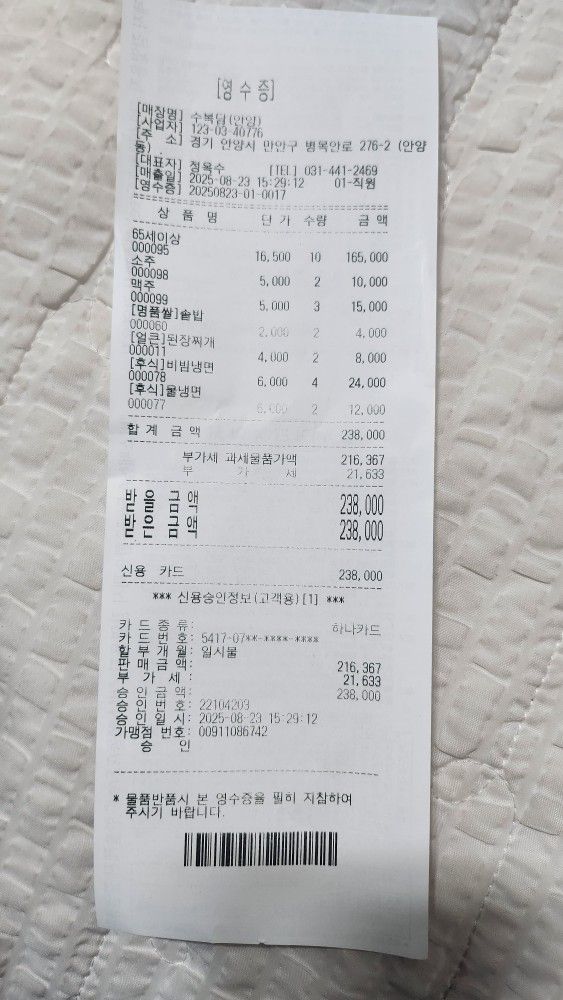 [영 수 증]
[매장명] 수복담(안양)
[사업자] 123-03-40776
[주 소] 경기 안양시 만안구 병목안로 276-2 (안양
동)
[대표자] 정옥수 [TEL] 031-441-2469
[매출일] 2025-08-23 15:29:12 01-직원
[영수증] 20250823-01-0017
상 품 명 단 가 수량 금 액
65세이상
000095 16,500 10 165,000
소주
000098 5,000 2 10,000
맥주
000099 5,000 3 15,000
[명품쌀]솥밥
000060 2,000 2 4,000
[얼큰]된장찌개
000011 4,000 2 8,000
[후식]비빔냉면
000078 6,000 4 24,000
[후식]물냉면
000077 6,000 2 12,000
합 계 금 액 238,000
부가세 과세물품가액 216,367
부 가 세 21,633
받 을 금 액 238,000
받 은 금 액 238,000
신용 카드 238,000
*** 신용승인정보(고객용)[1] ***
카 드 종 류: 하나카드
카 드 번 호: 5417-07**-****-****
할 부 개 월: 일시불
판 매 금 액: 216,367
부 가 세 : 21,633
승 인 금 액: 238,000
승 인 번 호: 22104203
승 인 일 시: 2025-08-23 15:29:12
가맹점 번호: 00911086742
승 인
* 물품반품시 본 영수증을 필히 지참하여
주시기 바랍니다.